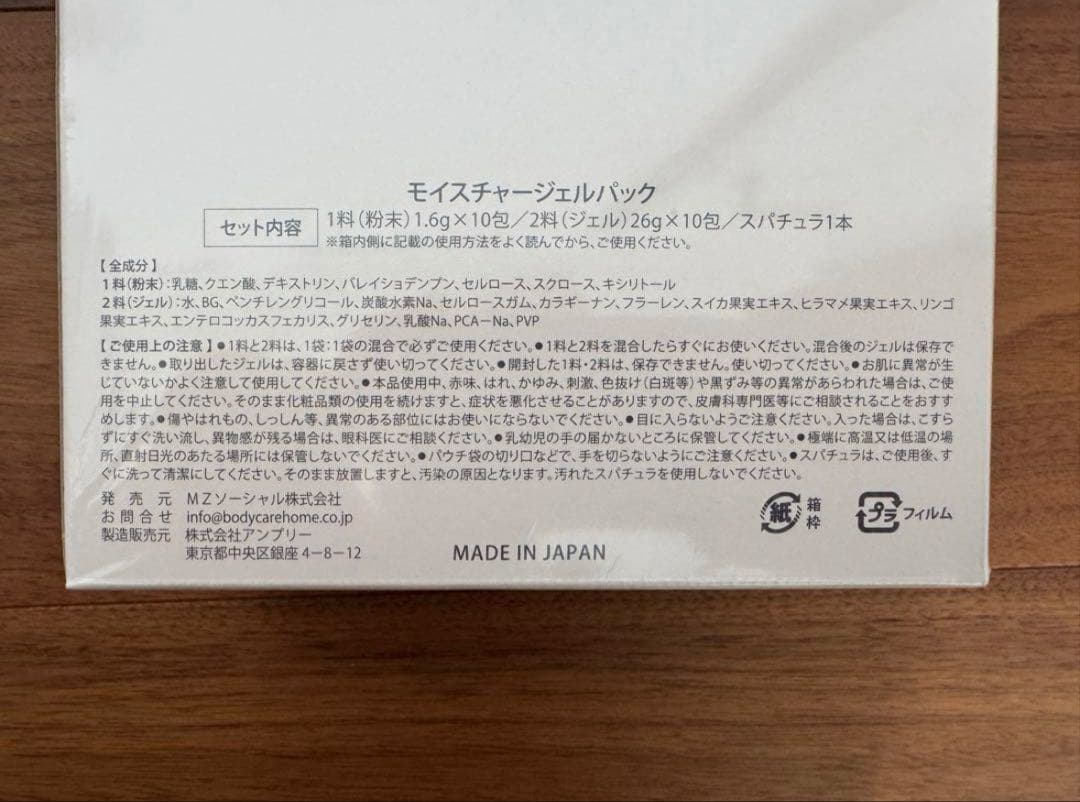 モイスチャージェルパック
セット内容 1料(粉末)1.6g×10包/2料(ジェル)26g×10包/スパチュラ1本
※箱内側に記載の使用方法をよく読んでから、ご使用ください。
【全成分】
1料(粉末):乳糖、クエン酸、デキストリン、バレイショデンプン、セルロース、スクロース、キシリトール
2料(ジェル):水、BG、ペンチレングリコール、炭酸水素Na、セルロースガム、カラギーナン、フラーレン、スイカ果実エキス、ヒラマメ果実エキス、リンゴ
果実エキス、エンテロコッカスフェカリス、グリセリン、乳酸Na、PCA-Na、PVP
【ご使用上の注意】●1料と2料は、1袋:1袋の混合で必ずご使用ください。●1料と2料を混合したらすぐにお使いください。混合後のジェルは保存で
きません。●取り出したジェルは、容器に戻さず使い切ってください。●開封した1料・2料は、保存できません。使い切ってください。●お肌に異常が生
じていないかよく注意して使用してください。●本品使用中、赤味、はれ、かゆみ、刺激、色抜け(白斑等)や黒ずみ等の異常があらわれた場合は、ご使
用を中止してください。そのまま化粧品類の使用を続けますと、症状を悪化させることがありますので、皮膚科専門医等にご相談されることをおすす
めします。●傷やはれもの、しっしん等、異常のある部位にはお使いにならないでください。●目に入らないようご注意ください。入った場合は、こすら
ずにすぐ洗い流し、異物感が残る場合は、眼科医にご相談ください。●乳幼児の手の届かないところに保管してください。●極端に高温又は低温の場
所、直射日光のあたる場所には保管しないでください。●パウチ袋の切り口などで、手を切らないようにご注意ください。●スパチュラは、ご使用後、す
ぐに洗って清潔にしてください。そのまま放置しますと、汚染の原因となります。汚れたスパチュラを使用しないでください。
発売元 MZソーシャル株式会社
お問合せ info@bodycarehome.co.jp
製造販売元 株式会社アンプリー
東京都中央区銀座4-8-12
MADE IN JAPAN
紙 箱 枠
プラ フィルム